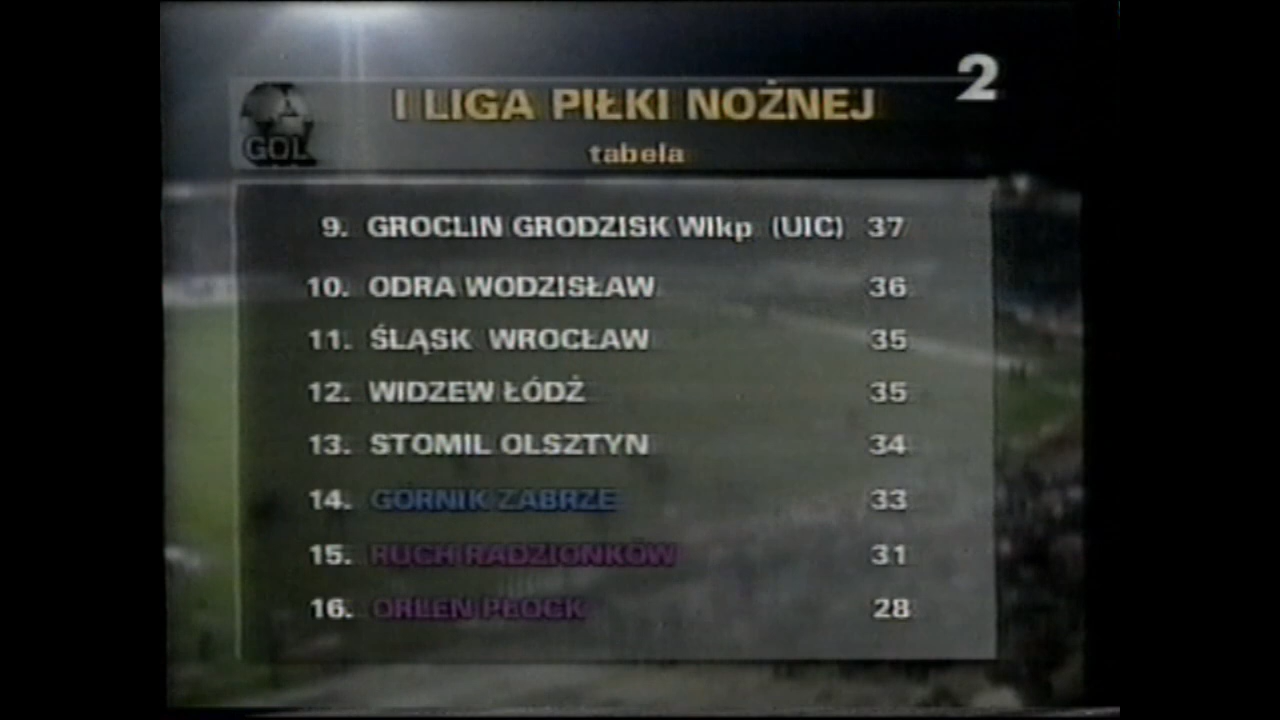 2
I LIGA PIŁKI NOŻNEJ
GOL
tabela
9. GROCLIN GRODZISK Wlkp (UIC) 37
10. ODRA WODZISŁAW 36
11. ŚLĄSK WROCŁAW 35
12. WIDZEW ŁÓDŹ 35
13. STOMIL OLSZTYN 34
14. GÓRNIK ZABRZE 33
15. RUCH RADZIONKÓW 31
16. ORLEN PŁOCK 28